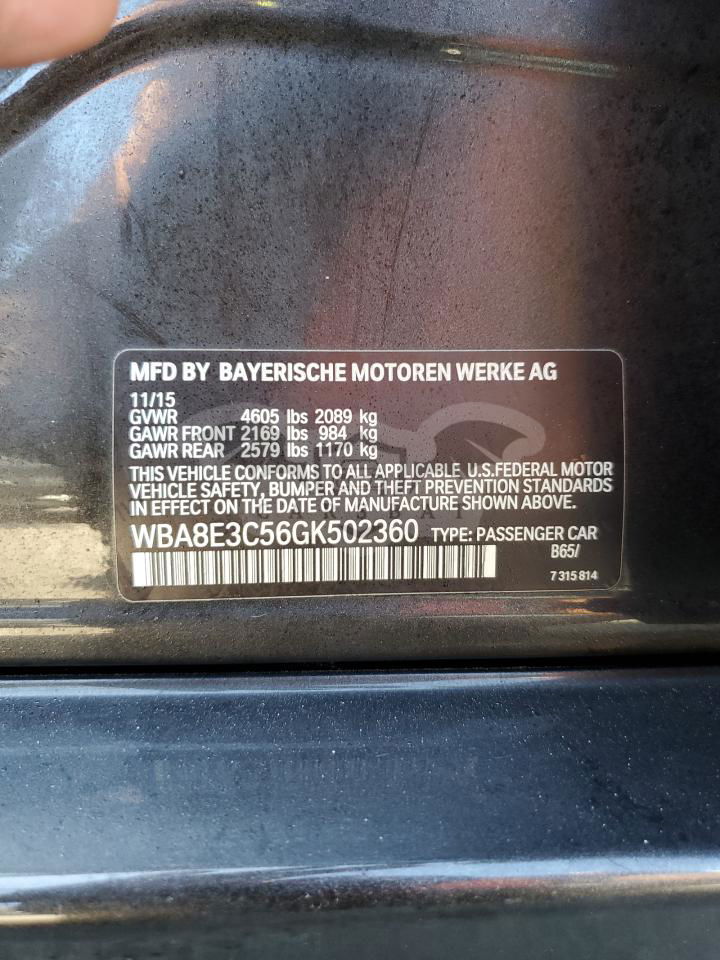 MFD BY BAYERISCHE MOTOREN WERKE AG
11/15
GVWR 4605 lbs 2089 kg
GAWR FRONT 2169 lbs 984 kg
GAWR REAR 2579 lbs 1170 kg
THIS VEHICLE CONFORMS TO ALL APPLICABLE U.S.FEDERAL MOTOR
VEHICLE SAFETY, BUMPER AND THEFT PREVENTION STANDARDS
IN EFFECT ON THE DATE OF MANUFACTURE SHOWN ABOVE.
WBA8E3C56GK502360 TYPE: PASSENGER CAR
B65/
7 315 814